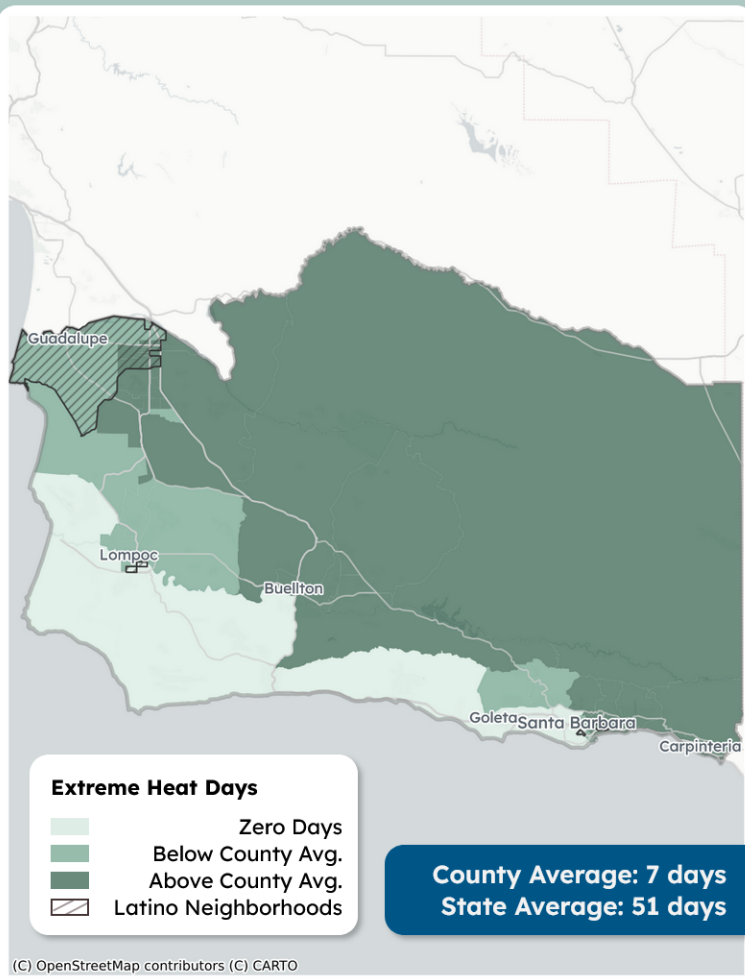 Guadalupe
Lompoc
Buellton
Goleta
Santa Barbara
Carpinteria
Extreme Heat Days
Zero Days
Below County Avg.
Above County Avg.
Latino Neighborhoods
County Average: 7 days
State Average: 51 days
(C) OpenStreetMap contributors (C) CARTO